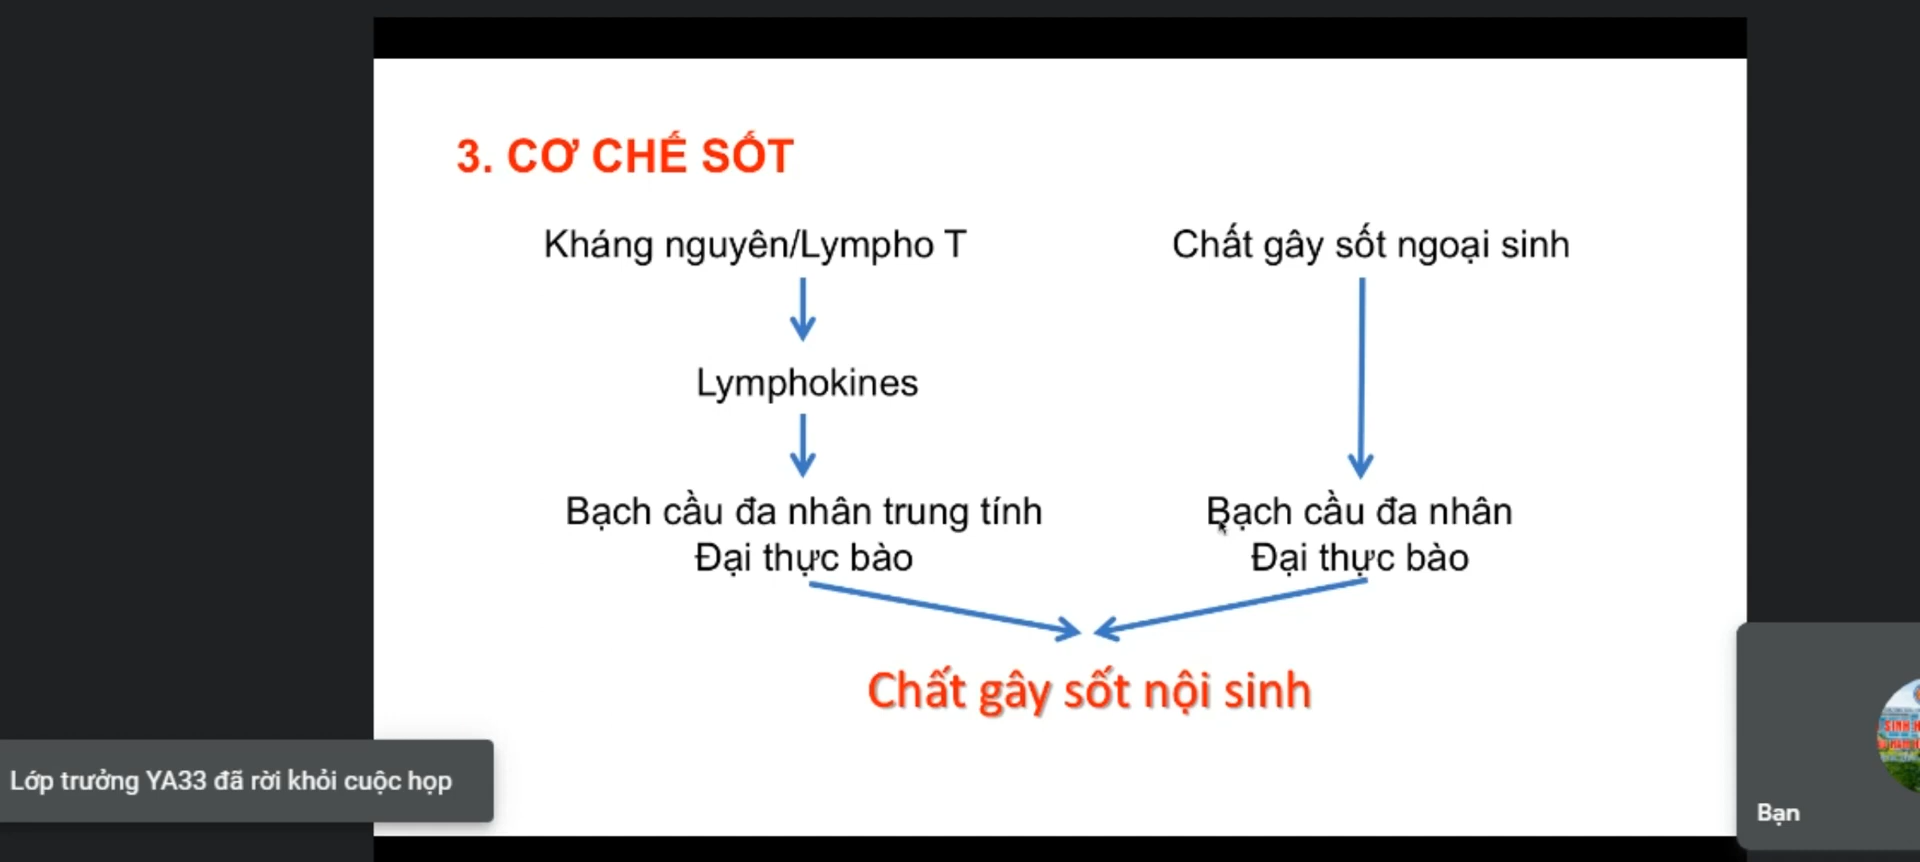 3. CƠ CHẾ SỐT
Kháng nguyên/Lympho T
Chất gây sốt ngoại sinh
Lymphokines
Bạch cầu đa nhân trung tính
Đại thực bào
Bạch cầu đa nhân
Đại thực bào
Chất gây sốt nội sinh
Lớp trưởng YA33 đã rời khỏi cuộc họp
Bạn